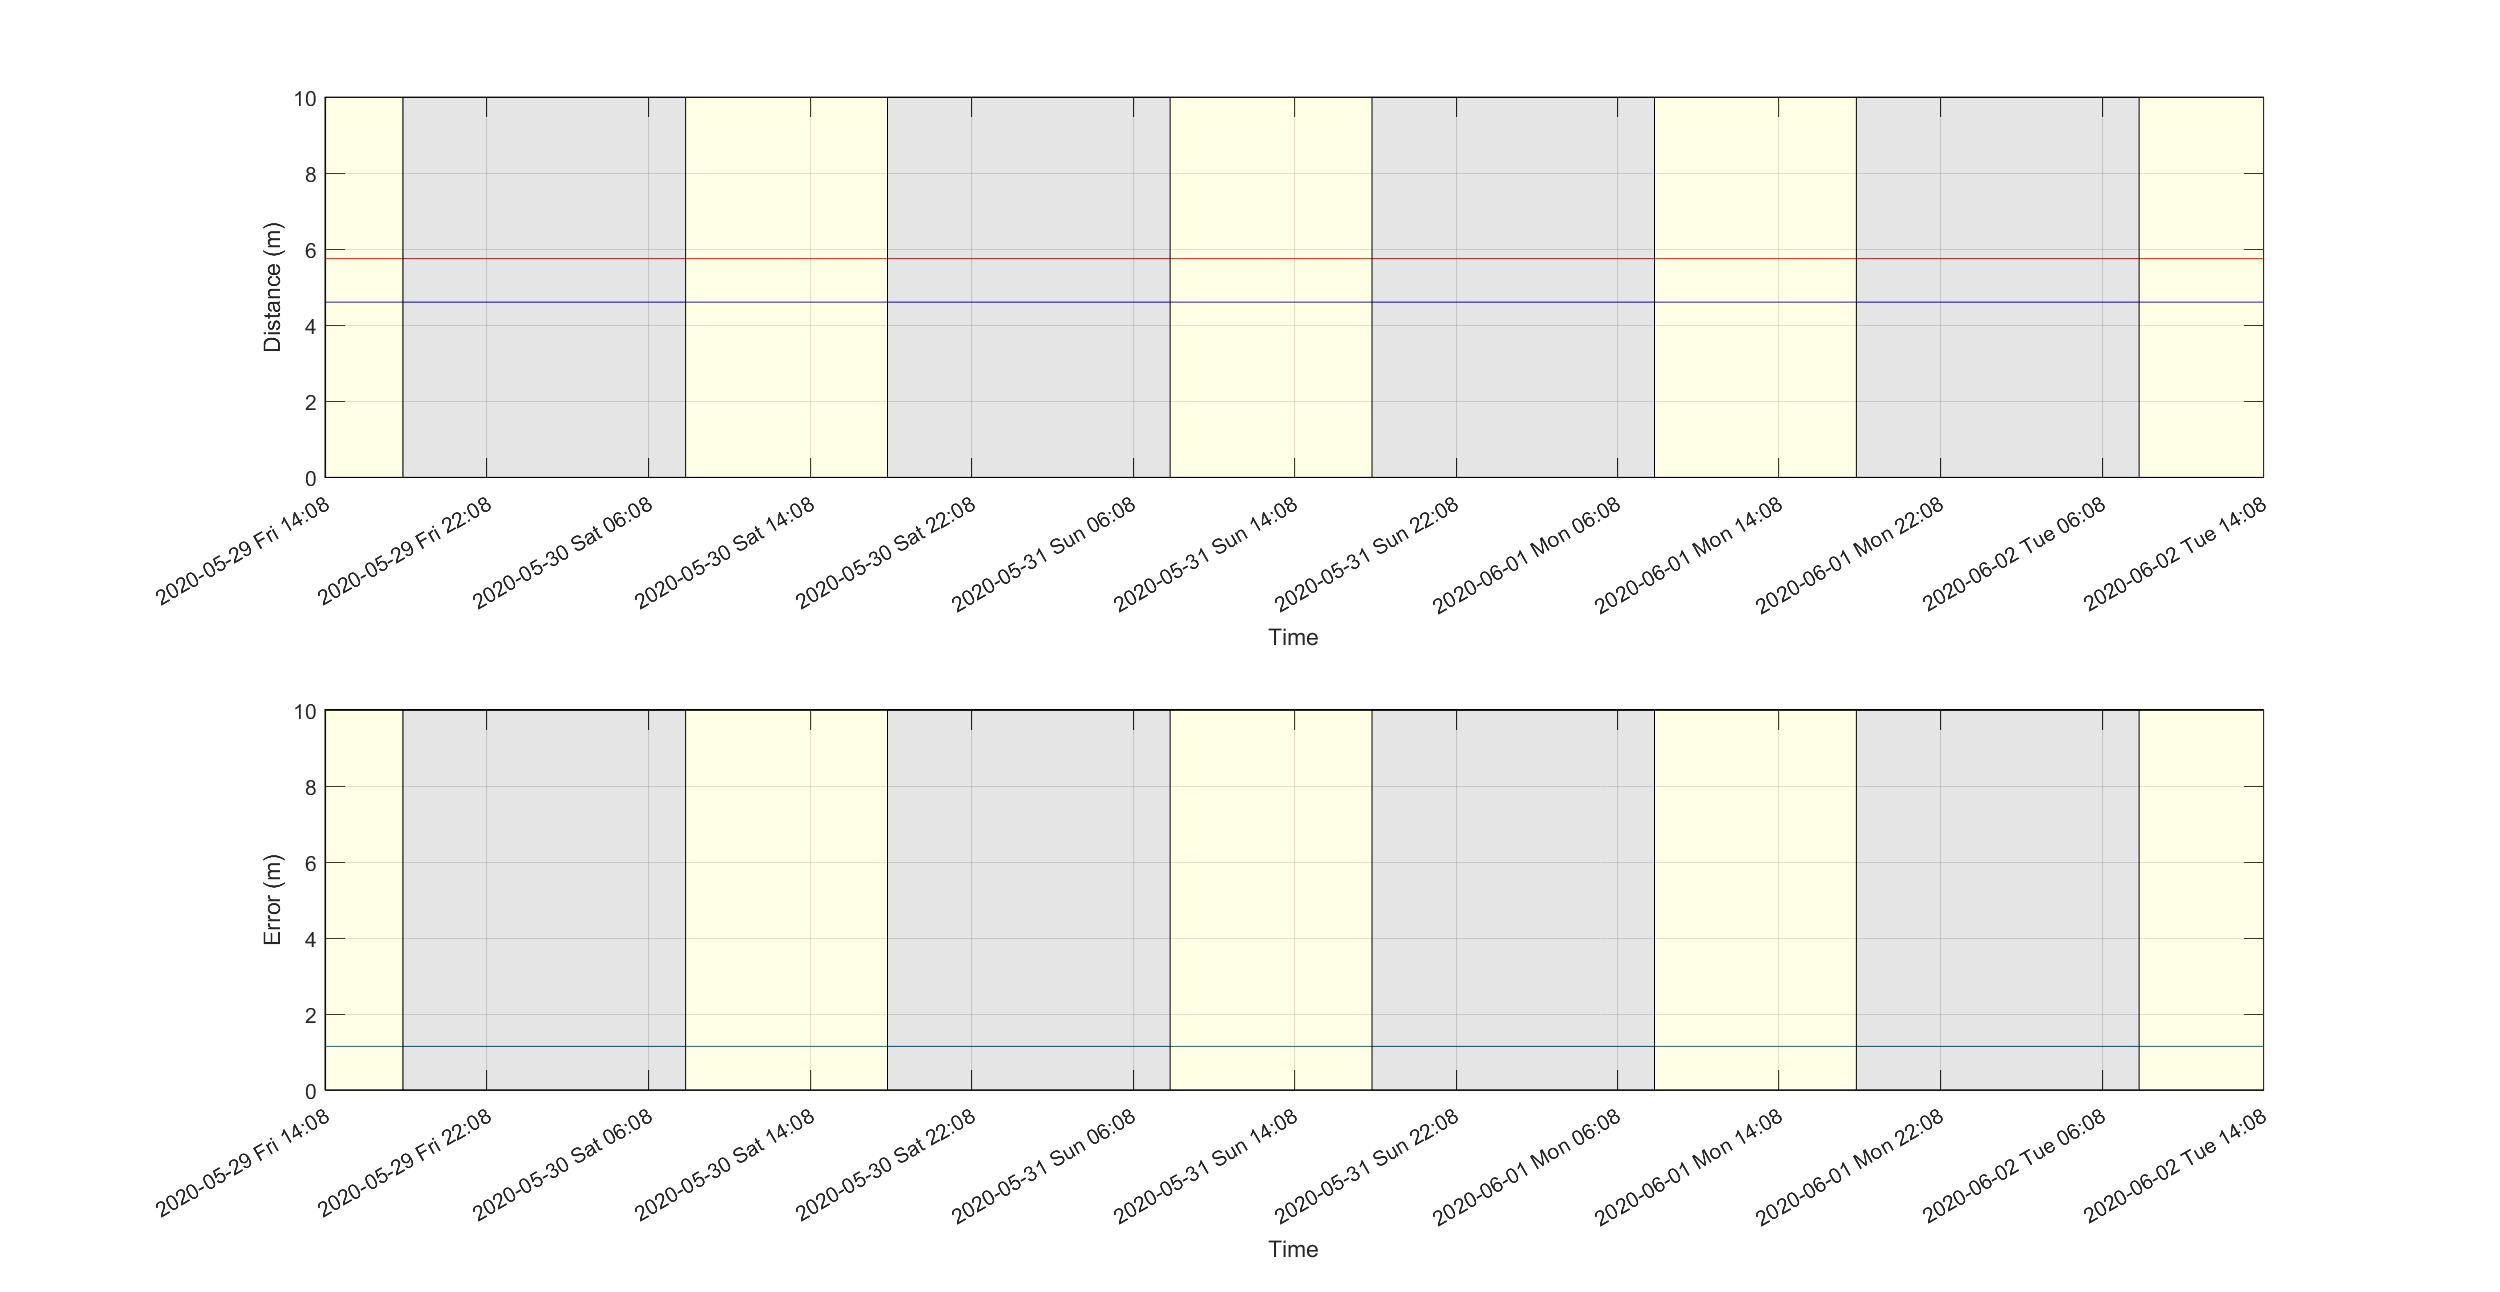 10
8
6
4
2
0
Distance (m)
2020-05-29 Fri 14:08
2020-05-29 Fri 22:08
2020-05-30 Sat 06:08
2020-05-30 Sat 14:08
2020-05-30 Sat 22:08
2020-05-31 Sun 06:08
2020-05-31 Sun 14:08
2020-05-31 Sun 22:08
2020-06-01 Mon 06:08
2020-06-01 Mon 14:08
2020-06-01 Mon 22:08
2020-06-02 Tue 06:08
2020-06-02 Tue 14:08
Time
10
8
6
4
2
0
Error (m)
2020-05-29 Fri 14:08
2020-05-29 Fri 22:08
2020-05-30 Sat 06:08
2020-05-30 Sat 14:08
2020-05-30 Sat 22:08
2020-05-31 Sun 06:08
2020-05-31 Sun 14:08
2020-05-31 Sun 22:08
2020-06-01 Mon 06:08
2020-06-01 Mon 14:08
2020-06-01 Mon 22:08
2020-06-02 Tue 06:08
2020-06-02 Tue 14:08
Time